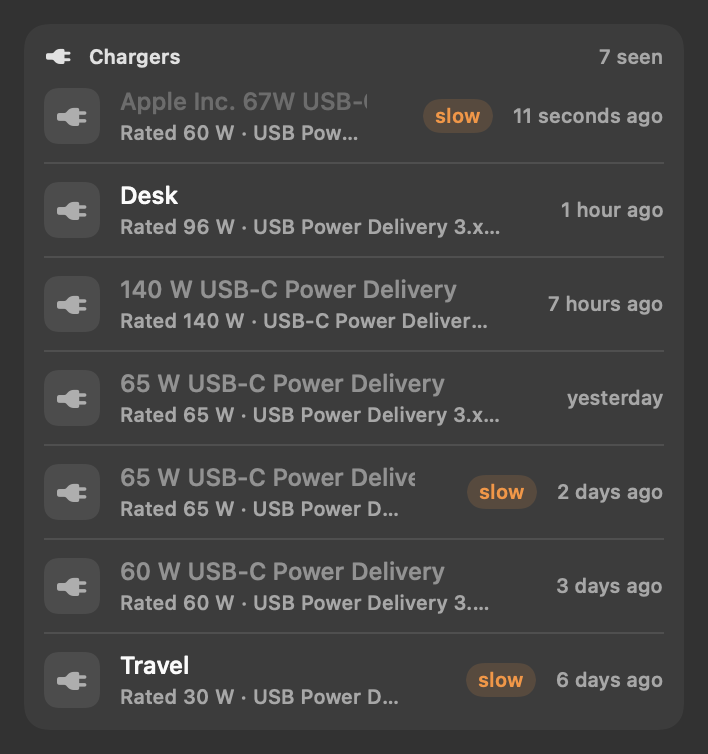 Chargers 7 seen
Apple Inc. 67W USB-
Rated 60 W · USB Pow...
slow 11 seconds ago
Desk
Rated 96 W · USB Power Delivery 3.x...
1 hour ago
140 W USB-C Power Delivery
Rated 140 W · USB-C Power Deliver...
7 hours ago
65 W USB-C Power Delivery
Rated 65 W · USB Power Delivery 3.x...
yesterday
65 W USB-C Power Delive
Rated 65 W · USB Power D...
slow 2 days ago
60 W USB-C Power Delivery
Rated 60 W · USB Power Delivery 3....
3 days ago
Travel
Rated 30 W · USB Power D...
slow 6 days ago